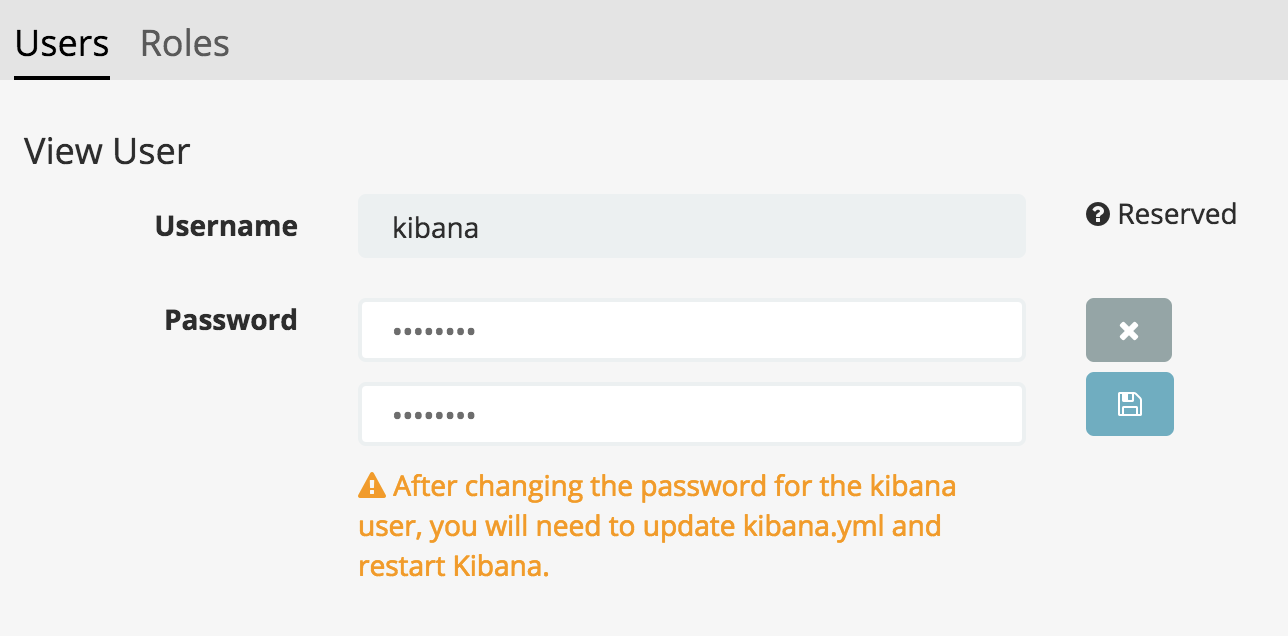 Users Roles
View User
Username kibana Reserved
Password ••••••••
••••••••
After changing the password for the kibana
user, you will need to update kibana.yml and
restart Kibana.